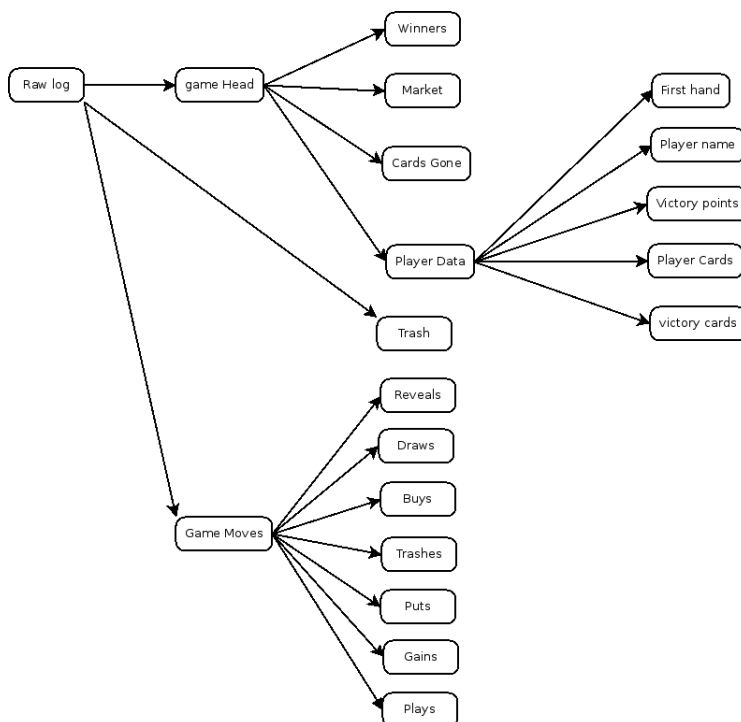 Raw log
game Head
Winners
Market
Cards Gone
Player Data
First hand
Player name
Victory points
Player Cards
victory cards
Trash
Game Moves
Reveals
Draws
Buys
Trashes
Puts
Gains
Plays